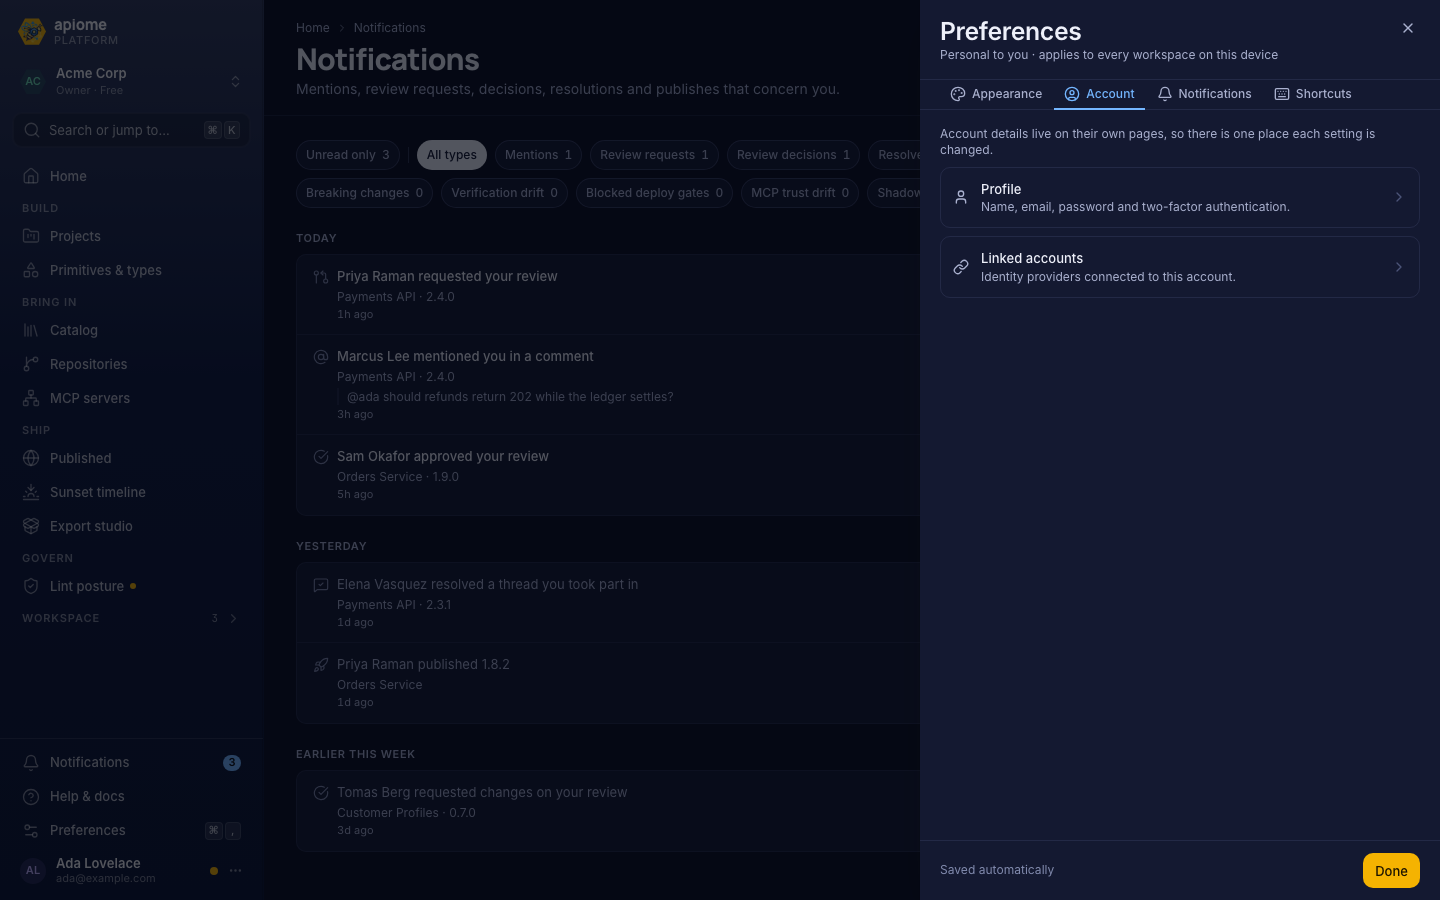 apiome
PLATFORM
AC
Acme Corp
Owner · Free
Search or jump to...
⌘ K
Home
BUILD
Projects
Primitives & types
BRING IN
Catalog
Repositories
MCP servers
SHIP
Published
Sunset timeline
Export studio
GOVERN
Lint posture
WORKSPACE 3
Notifications 3
Help & docs
Preferences ⌘ ,
AL
Ada Lovelace
ada@example.com
Home > Notifications
Notifications
Mentions, review requests, decisions, resolutions and publishes that concern you.
Unread only 3 All types Mentions 1 Review requests 1 Review decisions 1 Resolve
Breaking changes 0 Verification drift 0 Blocked deploy gates 0 MCP trust drift 0 Shadow
TODAY
Priya Raman requested your review
Payments API · 2.4.0
1h ago
Marcus Lee mentioned you in a comment
Payments API · 2.4.0
@ada should refunds return 202 while the ledger settles?
3h ago
Sam Okafor approved your review
Orders Service · 1.9.0
5h ago
YESTERDAY
Elena Vasquez resolved a thread you took part in
Payments API · 2.3.1
1d ago
Priya Raman published 1.8.2
Orders Service
1d ago
EARLIER THIS WEEK
Tomas Berg requested changes on your review
Customer Profiles · 0.7.0
3d ago
Preferences
Personal to you · applies to every workspace on this device
Appearance Account Notifications Shortcuts
Account details live on their own pages, so there is one place each setting is
changed.
Profile
Name, email, password and two-factor authentication.
Linked accounts
Identity providers connected to this account.
Saved automatically
Done